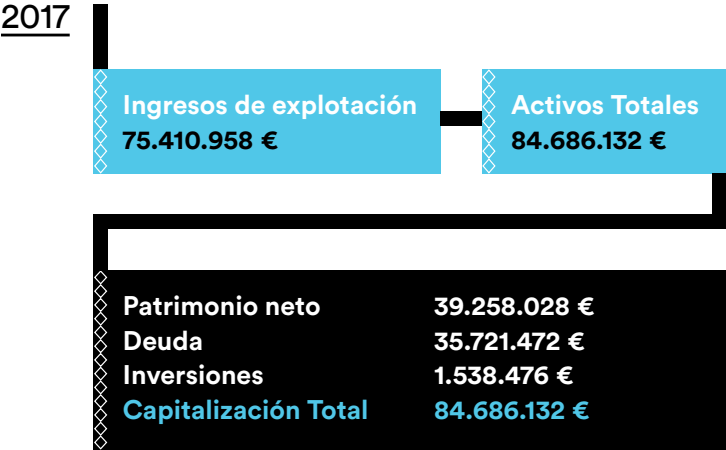 2017
Ingresos de explotación
75.410.958 €
Activos Totales
84.686.132 €
Patrimonio neto 39.258.028 €
Deuda 35.721.472 €
Inversiones 1.538.476 €
Capitalización Total 84.686.132 €